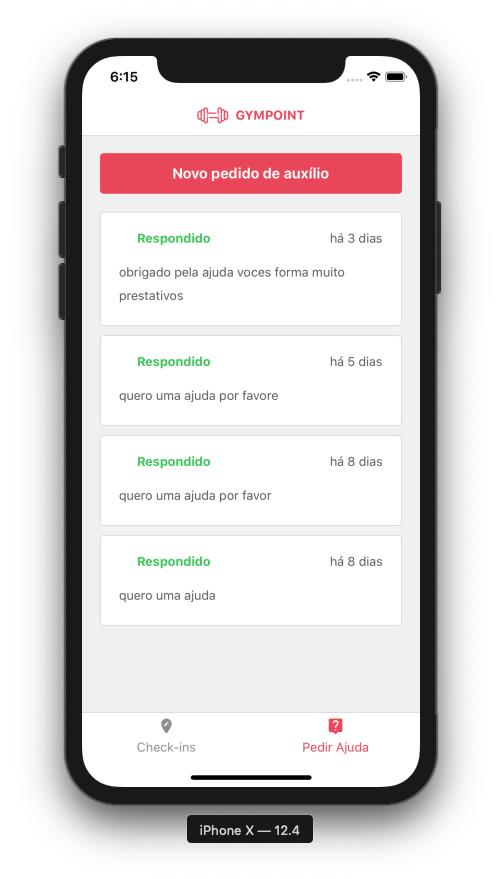 6:15
GYMPOINT
Novo pedido de auxílio
Respondido há 3 dias
obrigado pela ajuda voces forma muito
prestativos
Respondido há 5 dias
quero uma ajuda por favore
Respondido há 8 dias
quero uma ajuda por favor
Respondido há 8 dias
quero uma ajuda
Check-ins Pedir Ajuda
iPhone X — 12.4